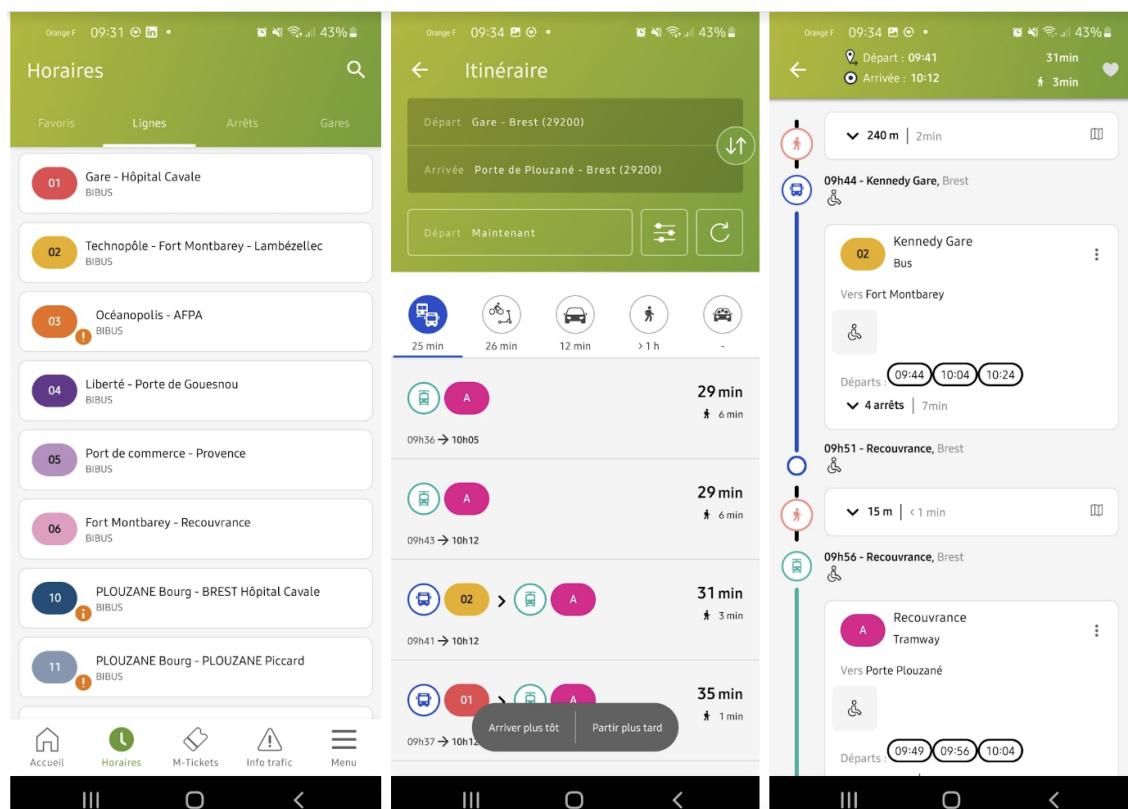 Orange F 09:31 43%
Horaires
Favoris Lignes Arrêts Gares
01 Gare - Hôpital Cavale
BIBUS
02 Technopôle - Fort Montbarey - Lambézellec
BIBUS
03 Océanopolis - AFPA
BIBUS
04 Liberté - Porte de Gouesnou
BIBUS
05 Port de commerce - Provence
BIBUS
06 Fort Montbarey - Recouvrance
BIBUS
10 PLOUZANE Bourg - BREST Hôpital Cavale
BIBUS
11 PLOUZANE Bourg - PLOUZANE Piccard
BIBUS
Accueil Horaires M-Tickets Info trafic Menu
Orange F 09:34 43%
Itinéraire
Départ Gare - Brest (29200)
Arrivée Porte de Plouzané - Brest (29200)
Départ Maintenant
25 min 26 min 12 min > 1 h -
A 29 min
6 min
09h36 → 10h05
A 29 min
6 min
09h43 → 10h12
02 > A 31 min
3 min
09h41 → 10h12
01 > A 35 min
1 min
09h37 → 10h12
Arriver plus tôt Partir plus tard
Orange F 09:34 43%
Départ : 09:41 31min
Arrivée : 10:12 3min
240 m | 2min
09h44 - Kennedy Gare, Brest
02 Kennedy Gare
Bus
Vers Fort Montbarey
Départs : 09:44 10:04 10:24
4 arrêts | 7min
09h51 - Recouvrance, Brest
15 m | < 1 min
09h56 - Recouvrance, Brest
A Recouvrance
Tramway
Vers Porte Plouzané
Départs : 09:49 09:56 10:04